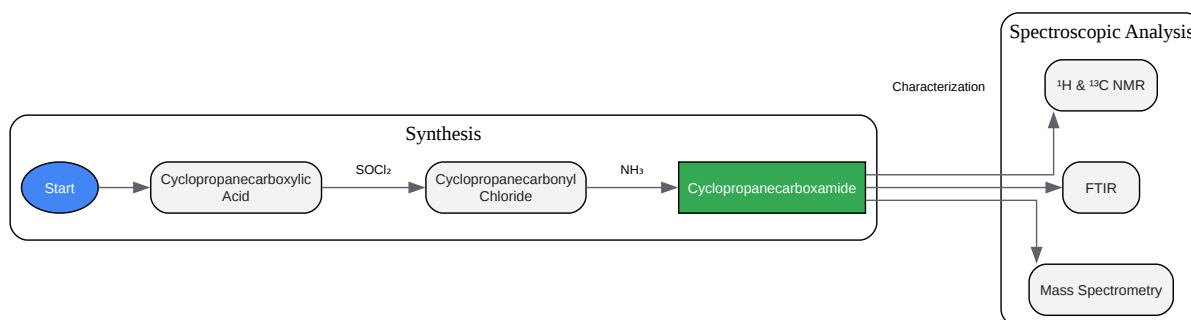 Spectroscopic Analysis
Characterization
¹H & ¹³C NMR
Synthesis
Start
Cyclopropanecarboxylic
Acid
SOCl₂
Cyclopropanecarbonyl
Chloride
NH₃
Cyclopropanecarboxamide
FTIR
Mass Spectrometry